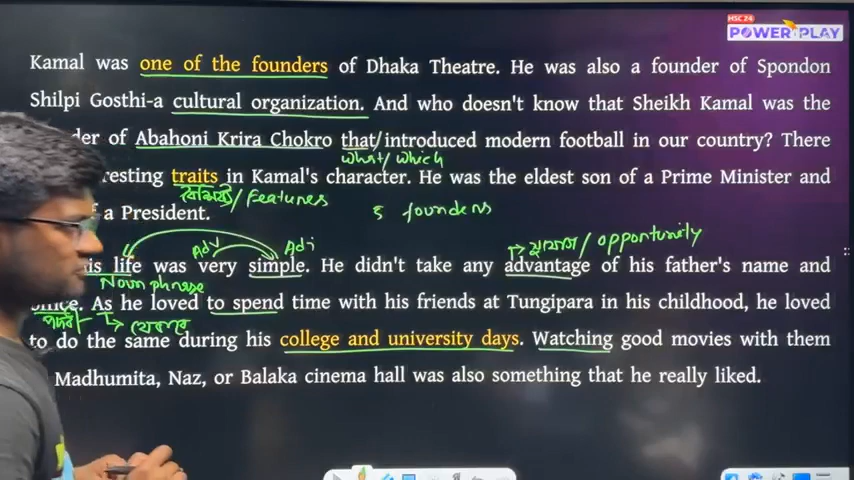 HSC 24
POWER PLAY
Kamal was one of the founders of Dhaka Theatre. He was also a founder of Spondon
Shilpi Gosthi-a cultural organization. And who doesn't know that Sheikh Kamal was the
der of Abahoni Krira Chokro that/introduced modern football in our country? There
what/which
resting traits in Kamal's character. He was the eldest son of a Prime Minister and
বৈশিষ্ট্য/Features
5 founders
f a President.
Adv Adj
সুযোগ/opportunity
is life was very simple. He didn't take any advantage of his father's name and
Noun phrase
office. As he loved to spend time with his friends at Tungipara in his childhood, he loved
পদবী
যেভাবে
to do the same during his college and university days. Watching good movies with them
Madhumita, Naz, or Balaka cinema hall was also something that he really liked.